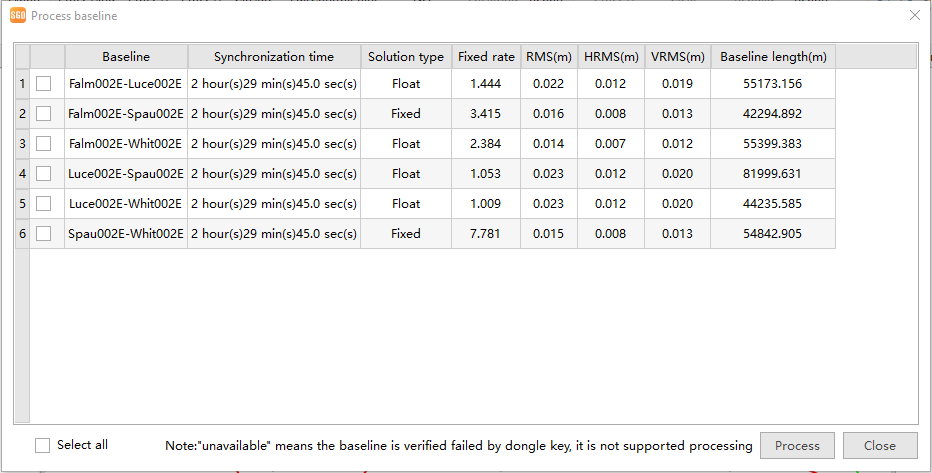 SGO Process baseline
Baseline Synchronization time Solution type Fixed rate RMS(m) HRMS(m) VRMS(m) Baseline length(m)
1 Falm002E-Luce002E 2 hour(s)29 min(s)45.0 sec(s) Float 1.444 0.022 0.012 0.019 55173.156
2 Falm002E-Spau002E 2 hour(s)29 min(s)45.0 sec(s) Fixed 3.415 0.016 0.008 0.013 42294.892
3 Falm002E-Whit002E 2 hour(s)29 min(s)45.0 sec(s) Float 2.384 0.014 0.007 0.012 55399.383
4 Luce002E-Spau002E 2 hour(s)29 min(s)45.0 sec(s) Float 1.053 0.023 0.012 0.020 81999.631
5 Luce002E-Whit002E 2 hour(s)29 min(s)45.0 sec(s) Float 1.009 0.023 0.012 0.020 44235.585
6 Spau002E-Whit002E 2 hour(s)29 min(s)45.0 sec(s) Fixed 7.781 0.015 0.008 0.013 54842.905
Select all Note:"unavailable" means the baseline is verified failed by dongle key, it is not supported processing Process Close